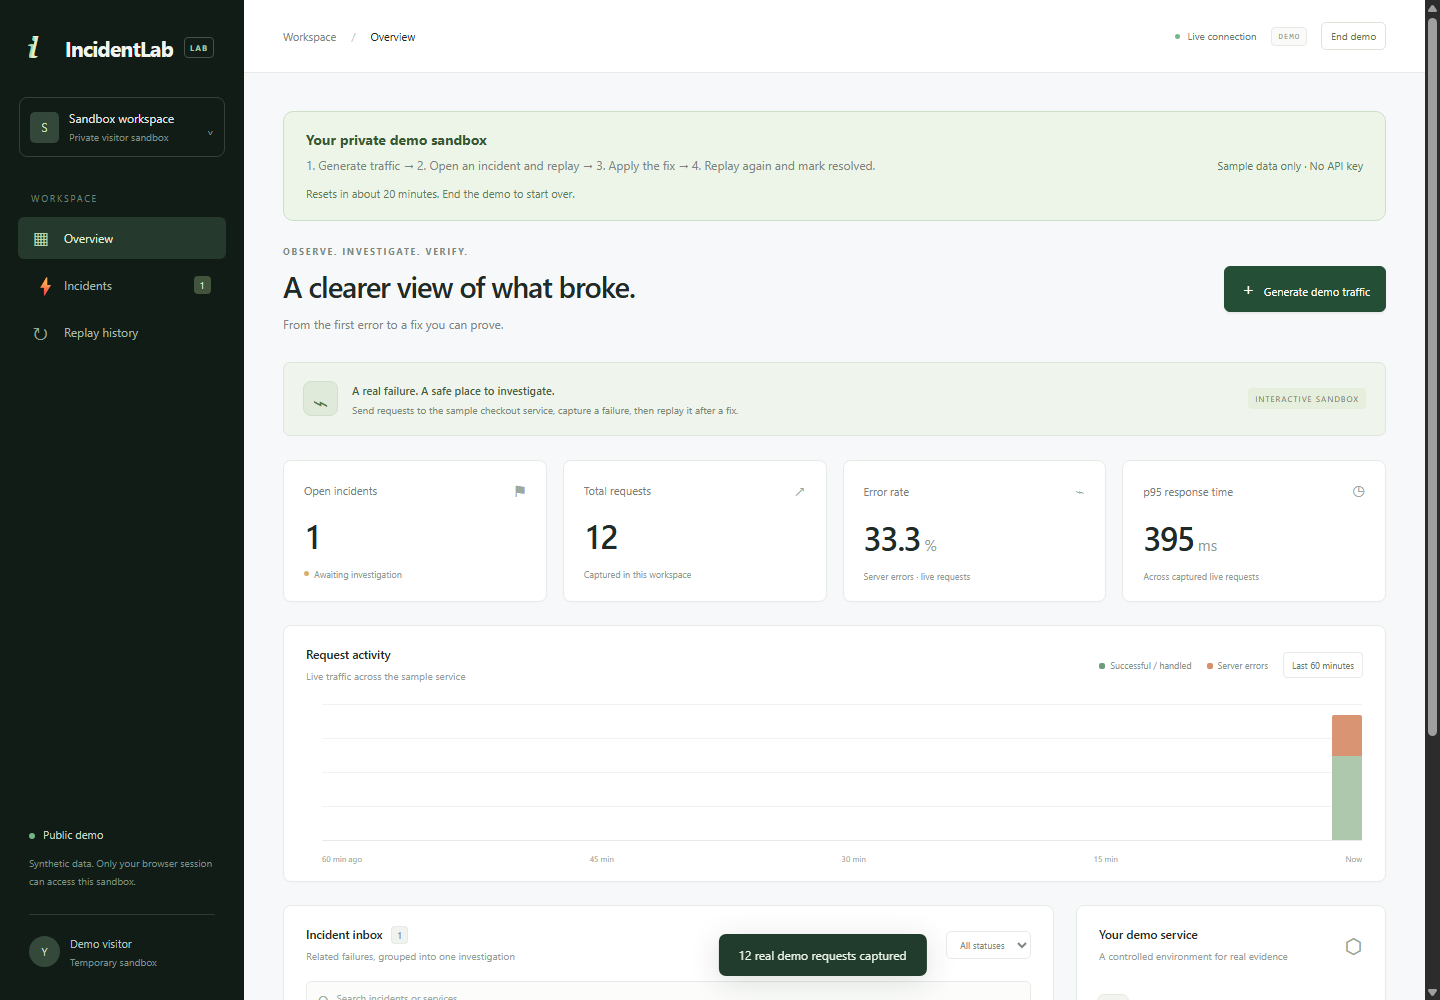 IncidentLab LAB
S
Sandbox workspace
Private visitor sandbox
WORKSPACE
Overview
Incidents 1
Replay history
Public demo
Synthetic data. Only your browser session
can access this sandbox.
Y
Demo visitor
Temporary sandbox
Workspace / Overview
Live connection
DEMO
End demo
Your private demo sandbox
1. Generate traffic → 2. Open an incident and replay → 3. Apply the fix → 4. Replay again and mark resolved.
Resets in about 20 minutes. End the demo to start over.
Sample data only · No API key
OBSERVE. INVESTIGATE. VERIFY.
A clearer view of what broke.
From the first error to a fix you can prove.
+ Generate demo traffic
A real failure. A safe place to investigate.
Send requests to the sample checkout service, capture a failure, then replay it after a fix.
INTERACTIVE SANDBOX
Open incidents
1
Awaiting investigation
Total requests
12
Captured in this workspace
Error rate
33.3 %
Server errors · live requests
p95 response time
395 ms
Across captured live requests
Request activity
Live traffic across the sample service
Successful / handled
Server errors
Last 60 minutes
60 min ago
45 min
30 min
15 min
Now
Incident inbox 1
Related failures, grouped into one investigation
All statuses
Search incidents or services
12 real demo requests captured
Your demo service
A controlled environment for real evidence